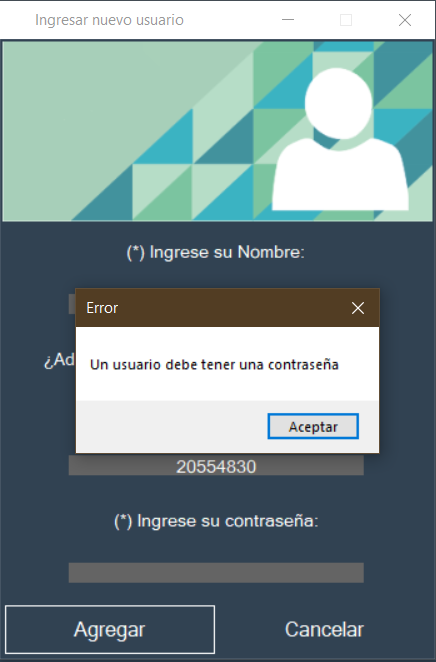 Ingresar nuevo usuario
(*) Ingrese su Nombre:
Error
Un usuario debe tener una contraseña
Aceptar
20554830
(*) Ingrese su contraseña:
Agregar
Cancelar